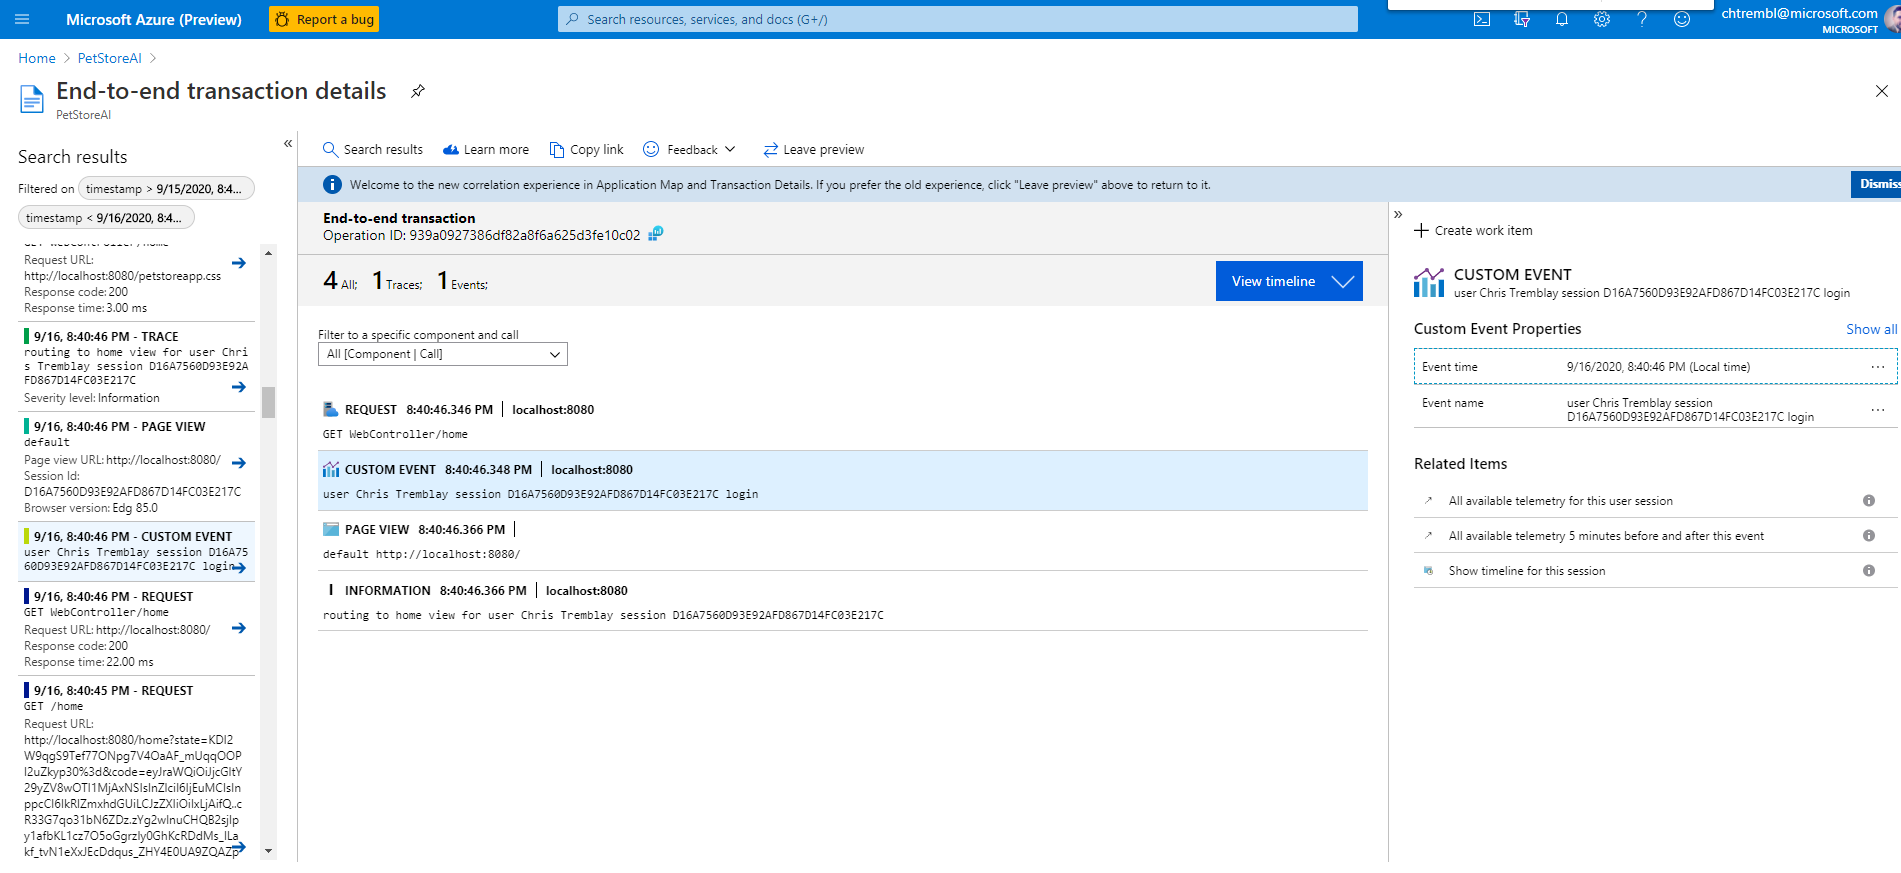 Microsoft Azure (Preview)
Report a bug
Search resources, services, and docs (G+/)
chtrembl@microsoft.com
MICROSOFT
Home > PetStoreAI >
End-to-end transaction details
PetStoreAI
Search results
Filtered on
timestamp > 9/15/2020, 8:4...
timestamp < 9/16/2020, 8:4...
GET WebController/home
Request URL:
http://localhost:8080/petstoreapp.css
Response code: 200
Response time: 3.00 ms
9/16, 8:40:46 PM - TRACE
routing to home view for user Chri
s Tremblay session D16A7560D93E92A
FD867D14FC03E217C
Severity level: Information
9/16, 8:40:46 PM - PAGE VIEW
default
Page view URL: http://localhost:8080/
Session Id:
D16A7560D93E92AFD867D14FC03E217C
Browser version: Edg 85.0
9/16, 8:40:46 PM - CUSTOM EVENT
user Chris Tremblay session D16A75
60D93E92AFD867D14FC03E217C login
9/16, 8:40:46 PM - REQUEST
GET WebController/home
Request URL: http://localhost:8080/
Response code: 200
Response time: 22.00 ms
9/16, 8:40:45 PM - REQUEST
GET /home
Request URL:
Search results
Learn more
Copy link
Feedback
Leave preview
Welcome to the new correlation experience in Application Map and Transaction Details. If you prefer the old experience, click "Leave preview" above to return to it.
Dismiss
End-to-end transaction
Operation ID: 939a0927386df82a8f6a625d3fe10c02
4 All; 1 Traces; 1 Events;
View timeline
Filter to a specific component and call
All [Component | Call]
REQUEST 8:40:46.346 PM | localhost:8080
GET WebController/home
CUSTOM EVENT 8:40:46.348 PM | localhost:8080
user Chris Tremblay session D16A7560D93E92AFD867D14FC03E217C login
PAGE VIEW 8:40:46.366 PM |
default http://localhost:8080/
I INFORMATION 8:40:46.366 PM | localhost:8080
routing to home view for user Chris Tremblay session D16A7560D93E92AFD867D14FC03E217C
Create work item
CUSTOM EVENT
user Chris Tremblay session D16A7560D93E92AFD867D14FC03E217C login
Custom Event Properties
Show all
Event time 9/16/2020, 8:40:46 PM (Local time) ...
Event name user Chris Tremblay session
D16A7560D93E92AFD867D14FC03E217C login ...
Related Items
All available telemetry for this user session
All available telemetry 5 minutes before and after this event
Show timeline for this session